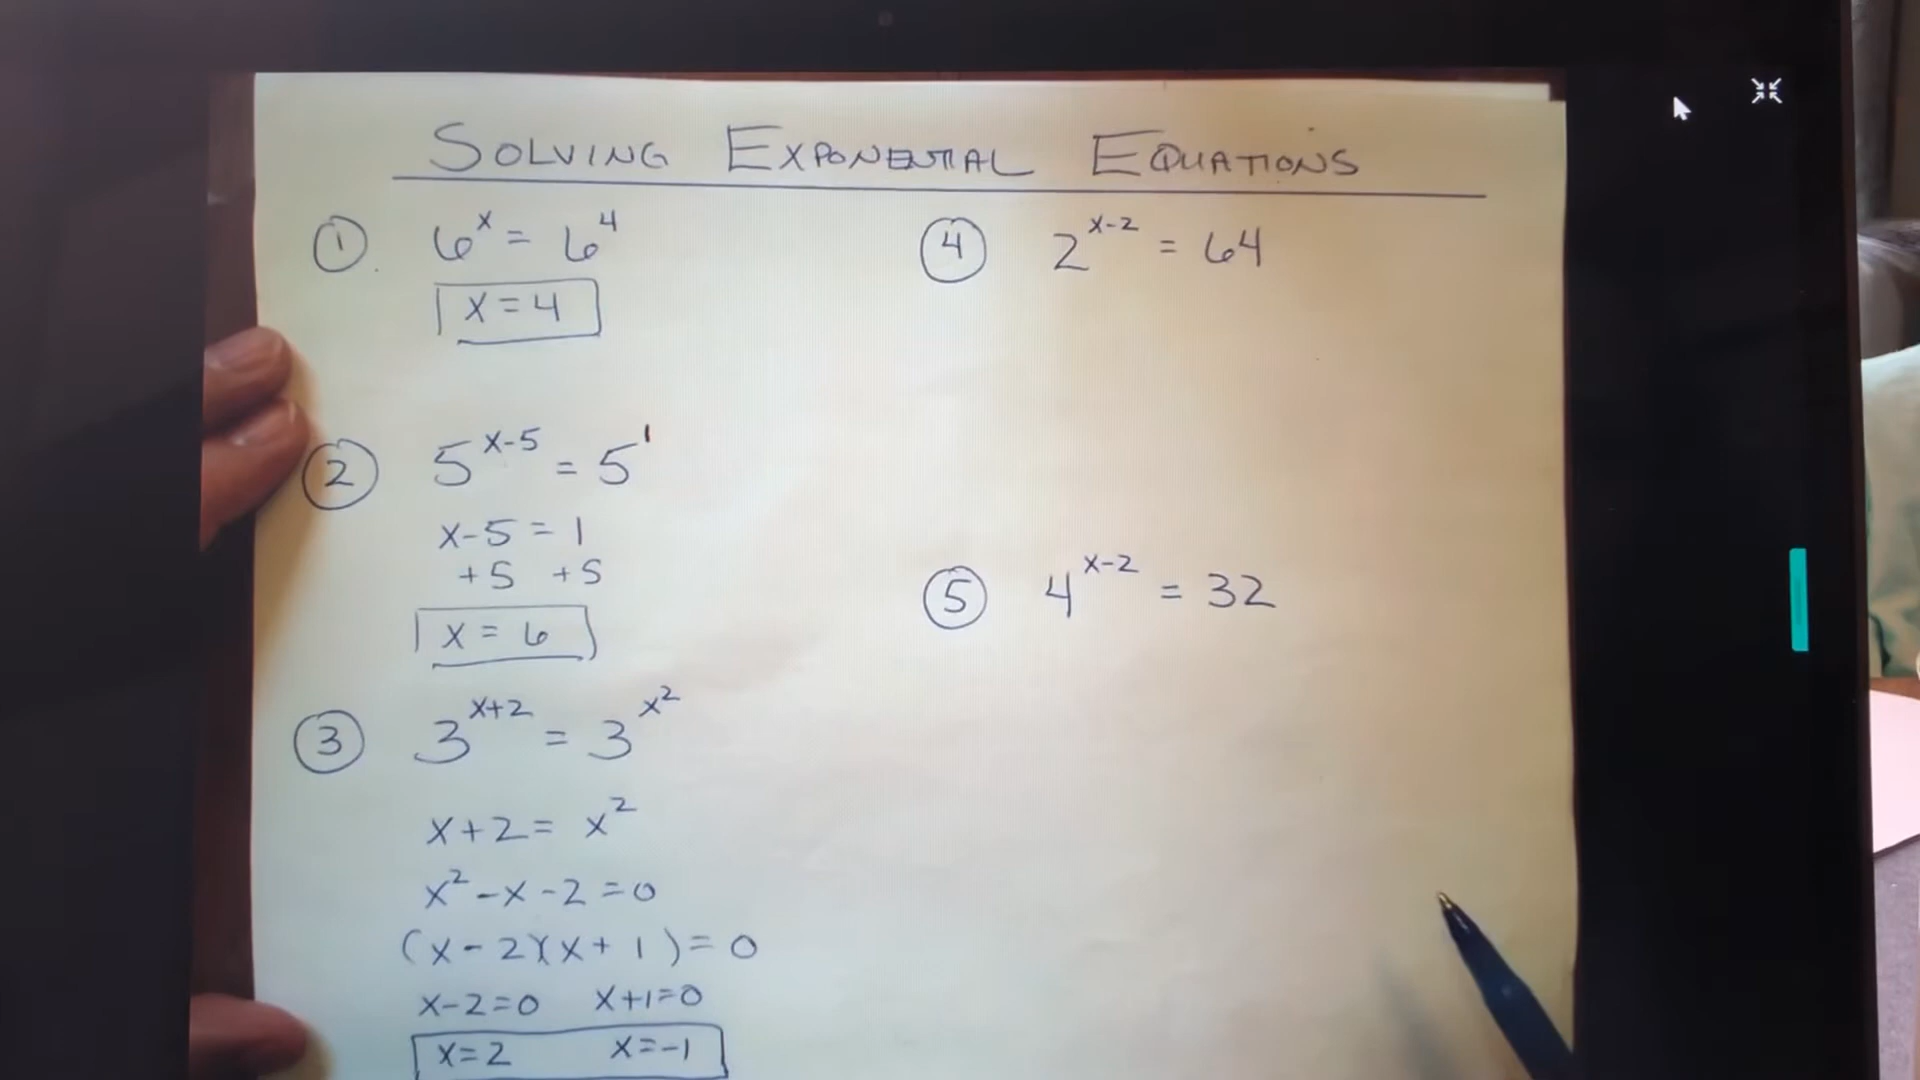 SOLVING EXPONENTIAL EQUATIONS
① 6^x = 6^4
x = 4
② 5^(x-5) = 5^1
x-5 = 1
+5 +5
x = 6
③ 3^(x+2) = 3^(x^2)
x+2 = x^2
x^2 -x -2 = 0
(x-2)(x+1) = 0
x-2=0 x+1=0
x=2 x=-1
④ 2^(x-2) = 64
⑤ 4^(x-2) = 32